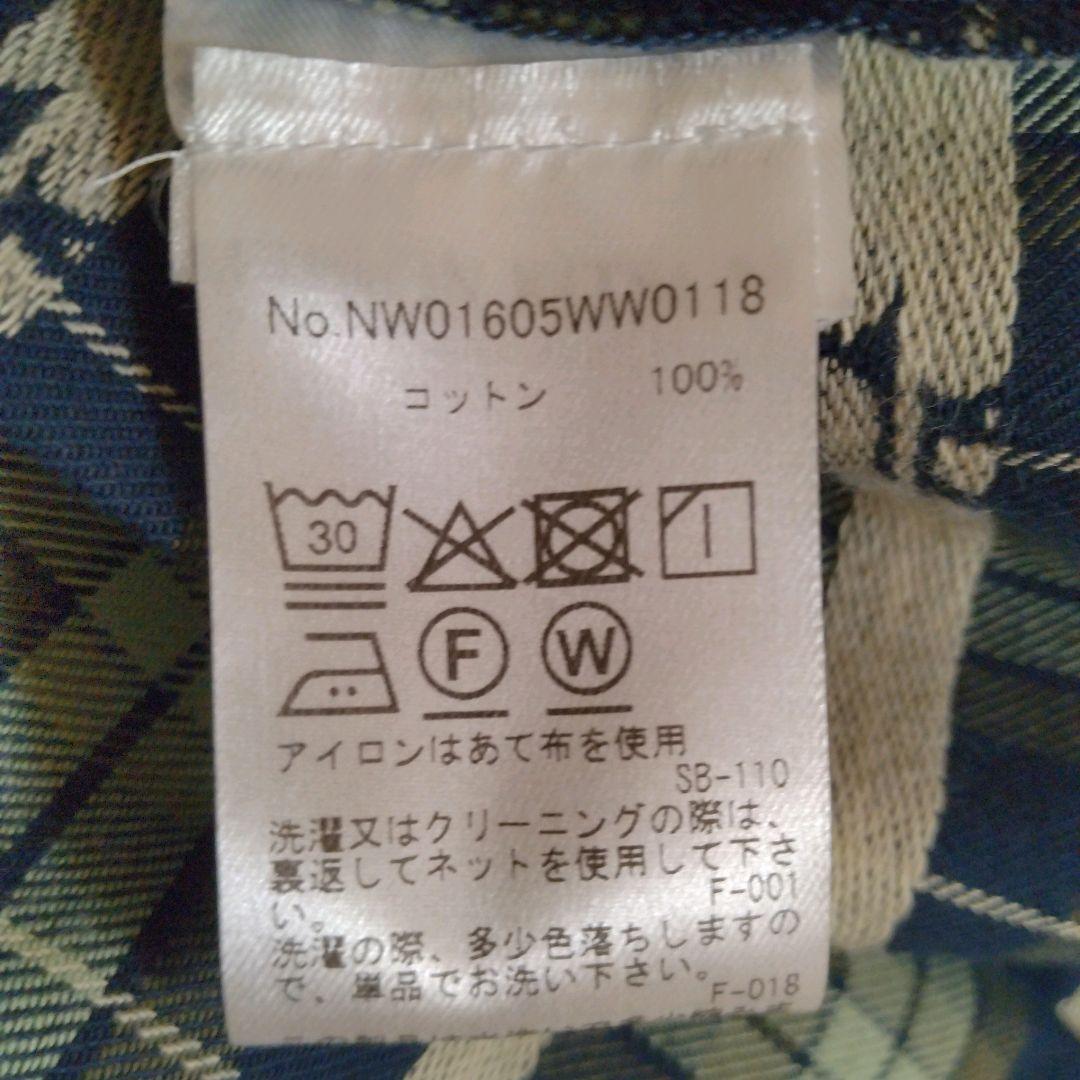 No.NW01605WW0118
コットン 100%
30
F W
アイロンはあて布を使用
SB-110
洗濯又はクリーニングの際は、
裏返してネットを使用して下さ
F-001
い。
洗濯の際、多少色落ちしますの
で、単品でお洗い下さい。
F-018